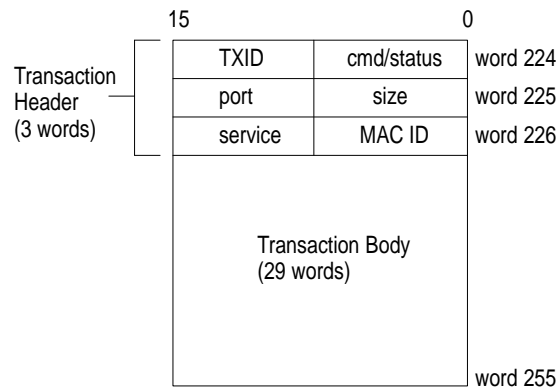 15 0
TXID cmd/status word 224
Transaction
Header
(3 words)
port size word 225
service MAC ID word 226
Transaction Body
(29 words)
word 255